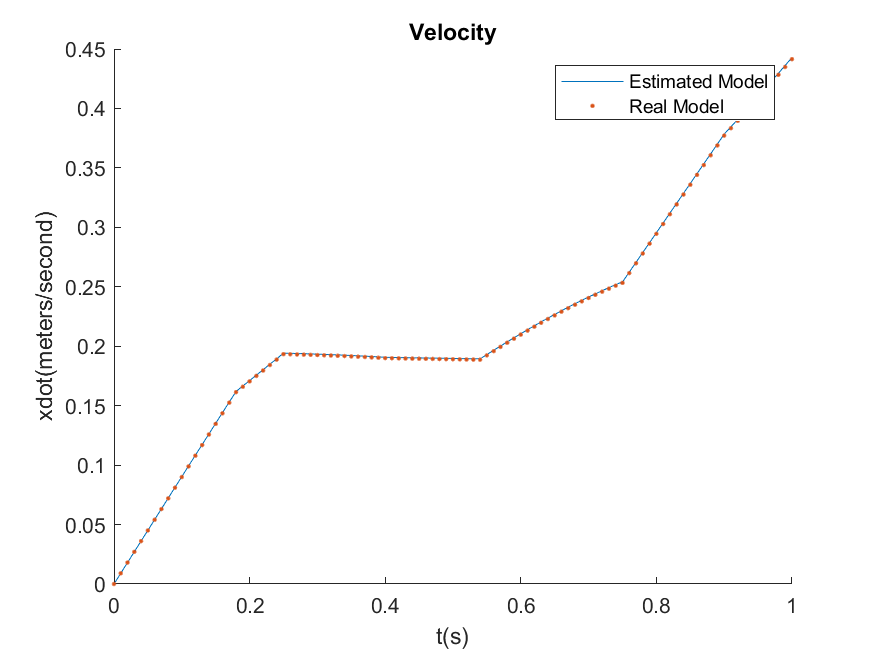 Velocity
Estimated Model
Real Model
xdot(meters/second)
0.45
0.4
0.35
0.3
0.25
0.2
0.15
0.1
0.05
0
0 0.2 0.4 0.6 0.8 1
t(s)